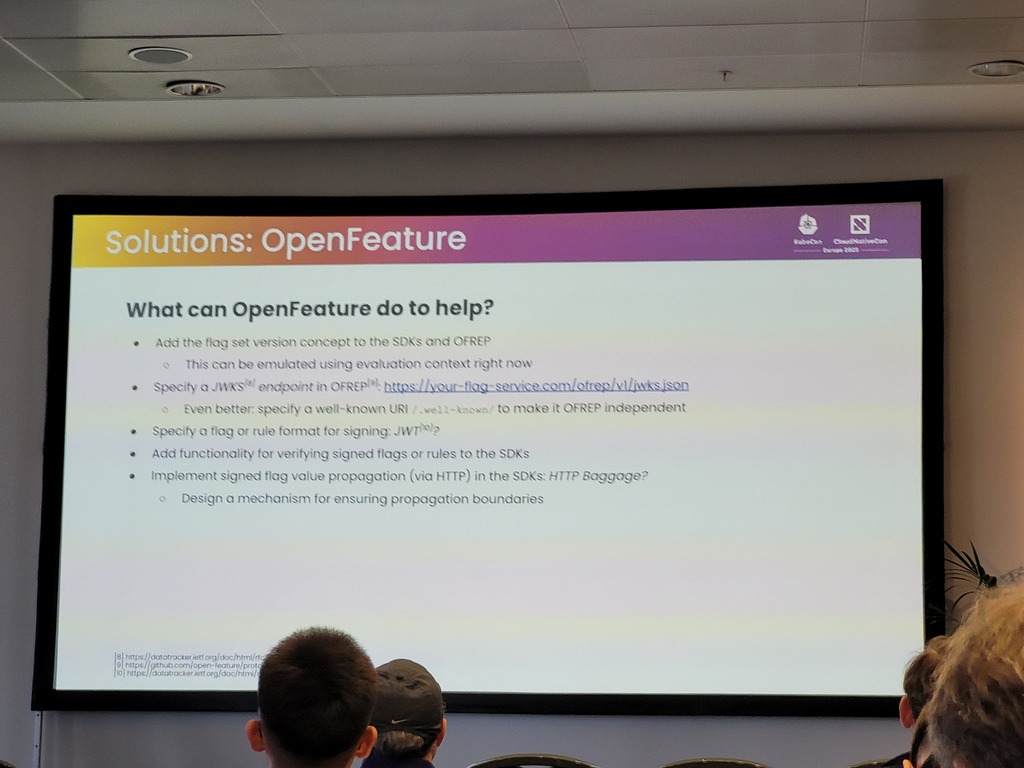 Solutions: OpenFeature
KubeCon
CloudNativeCon
Europe 2025
What can OpenFeature do to help?
• Add the flag set version concept to the SDKs and OFREP
○ This can be emulated using evaluation context right now
• Specify a JWKS[8] endpoint in OFREP[9]: https://your-flag-service.com/ofrep/v1/jwks.json
○ Even better: specify a well-known URI /.well-known/ to make it OFREP independent
• Specify a flag or rule format for signing: JWT[10]?
• Add functionality for verifying signed flags or rules to the SDKs
• Implement signed flag value propagation (via HTTP) in the SDKs: HTTP Baggage?
○ Design a mechanism for ensuring propagation boundaries
[8] https://datatracker.ietf.org/doc/html/rfc
[9] https://github.com/open-feature/proto
[10] https://datatracker.ietf.org/doc/html/